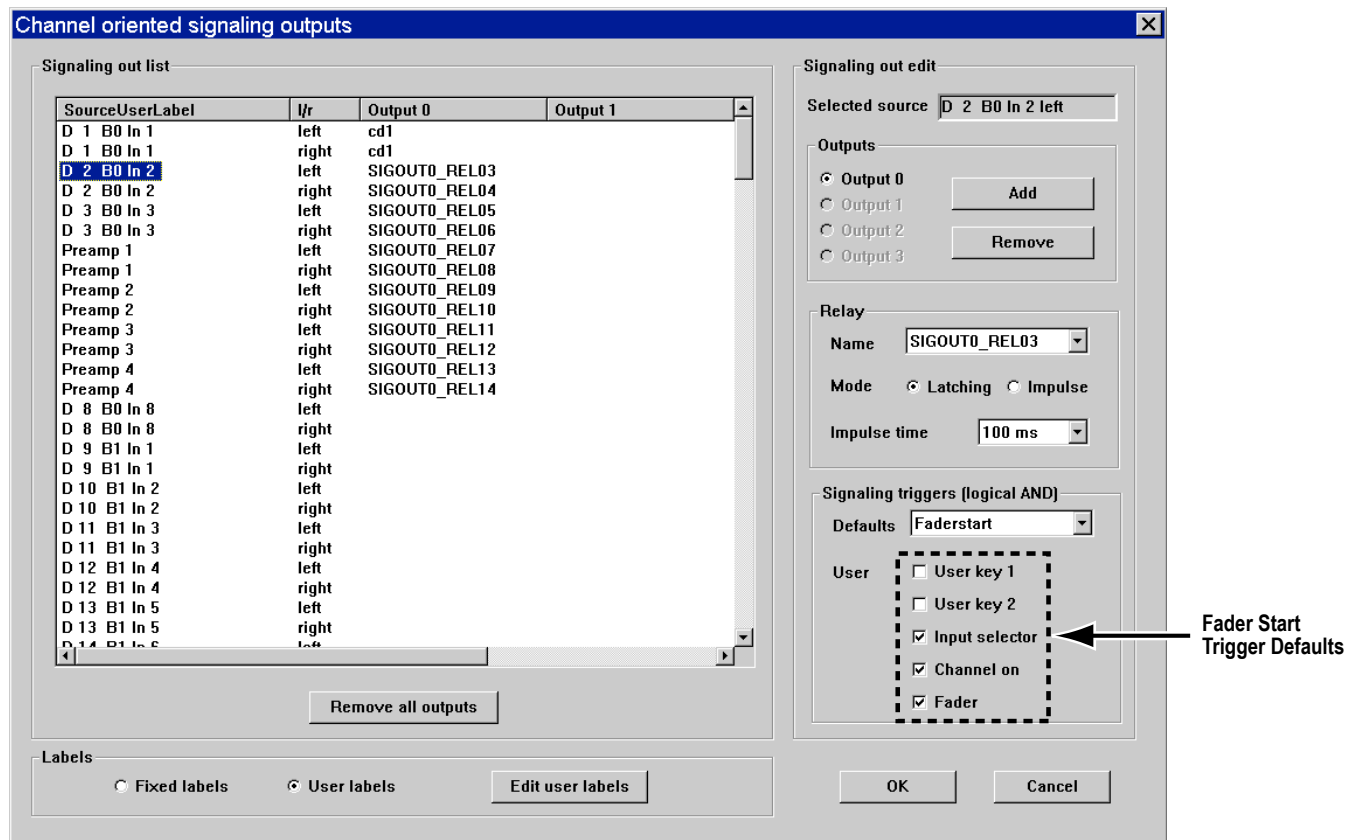 Channel oriented signaling outputs
Signaling out list
SourceUserLabel l/r Output 0 Output 1
D 1 B0 In 1 left cd1
D 1 B0 In 1 right cd1
D 2 B0 In 2 left SIGOUT0_REL03
D 2 B0 In 2 right SIGOUT0_REL04
D 3 B0 In 3 left SIGOUT0_REL05
D 3 B0 In 3 right SIGOUT0_REL06
Preamp 1 left SIGOUT0_REL07
Preamp 1 right SIGOUT0_REL08
Preamp 2 left SIGOUT0_REL09
Preamp 2 right SIGOUT0_REL10
Preamp 3 left SIGOUT0_REL11
Preamp 3 right SIGOUT0_REL12
Preamp 4 left SIGOUT0_REL13
Preamp 4 right SIGOUT0_REL14
D 8 B0 In 8 left
D 8 B0 In 8 right
D 9 B1 In 1 left
D 9 B1 In 1 right
D 10 B1 In 2 left
D 10 B1 In 2 right
D 11 B1 In 3 left
D 11 B1 In 3 right
D 12 B1 In 4 left
D 12 B1 In 4 right
D 13 B1 In 5 left
D 13 B1 In 5 right
D 14 B1 In 6 left
Remove all outputs
Labels
Fixed labels
User labels
Edit user labels
Signaling out edit
Selected source D 2 B0 In 2 left
Outputs
Output 0
Output 1
Output 2
Output 3
Add
Remove
Relay
Name SIGOUT0_REL03
Mode Latching Impulse
Impulse time 100 ms
Signaling triggers (logical AND)
Defaults Faderstart
User
User key 1
User key 2
Input selector
Channel on
Fader
OK
Cancel
Fader Start
Trigger Defaults